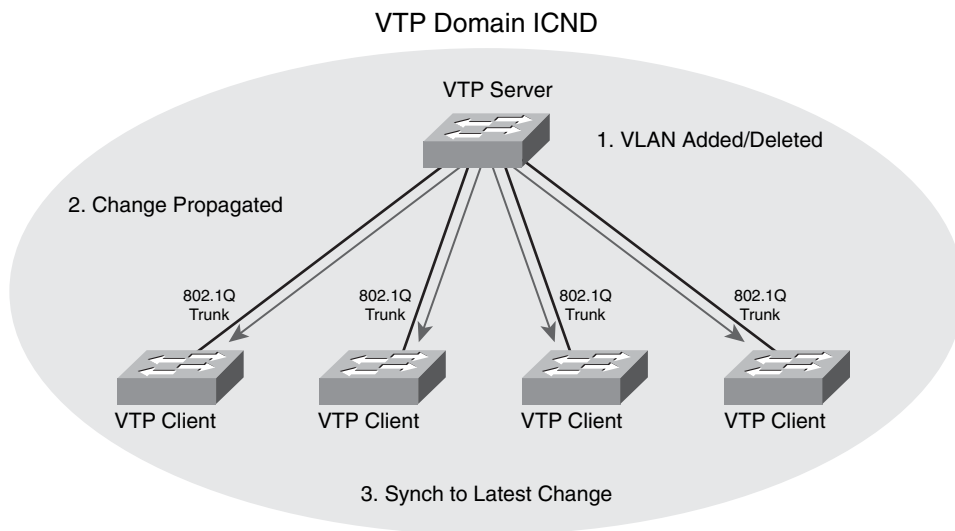 VTP Domain ICND
VTP Server
1. VLAN Added/Deleted
2. Change Propagated
802.1Q
Trunk
802.1Q
Trunk
802.1Q
Trunk
802.1Q
Trunk
VTP Client
VTP Client
VTP Client
VTP Client
3. Synch to Latest Change